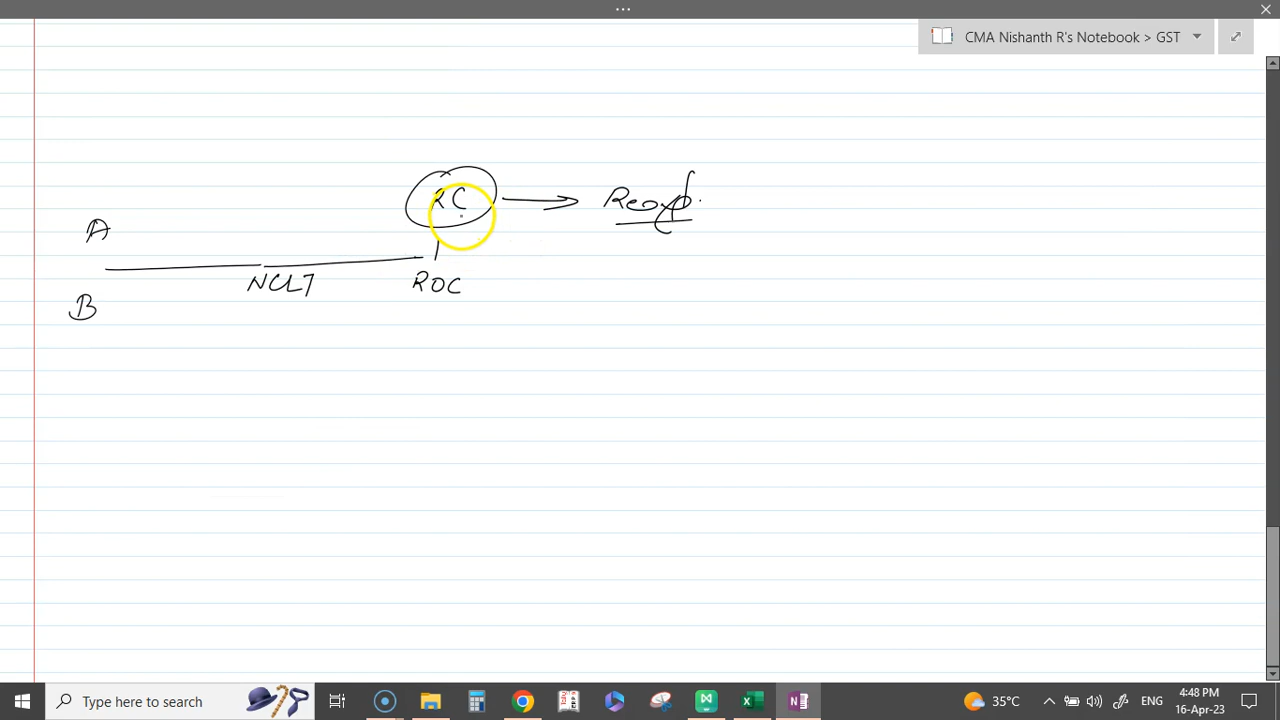 CMA Nishanth R's Notebook > GST
RC
A
NCLT
ROC
B
Type here to search
35°C
ENG
4:48 PM
16-Apr-23